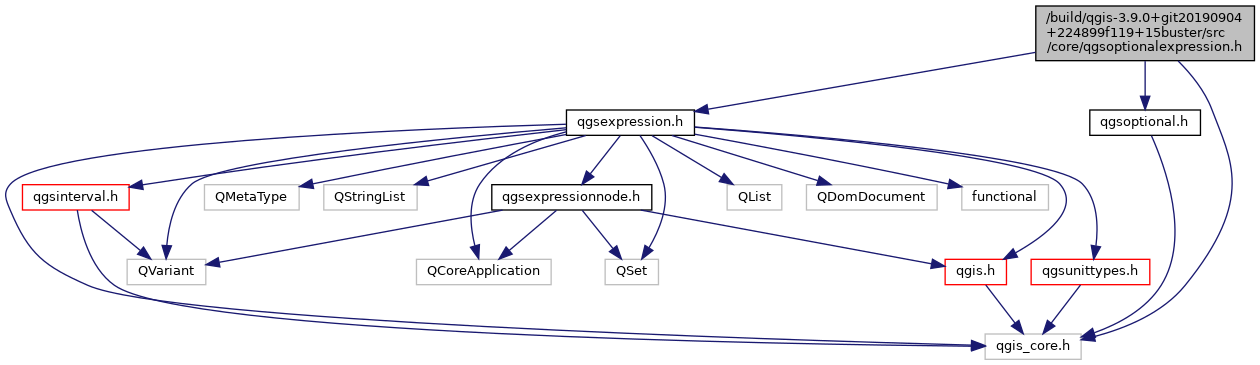 /build/qgis-3.9.0+git20190904
+224899f119+15buster/src
/core/qgsoptionalexpression.h
qgsexpression.h
qgsoptional.h
qgsinterval.h
QMetaType
QStringList
qgsexpressionnode.h
QList
QDomDocument
functional
QVariant
QCoreApplication
QSet
qgis.h
qgsunittypes.h
qgis_core.h